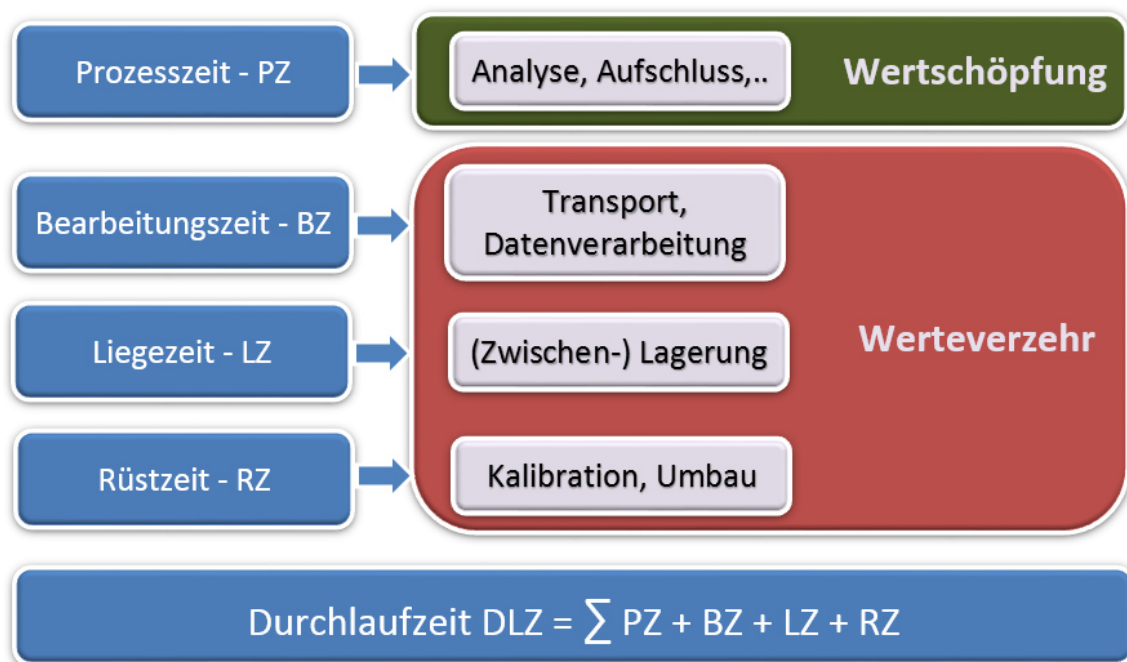 Prozesszeit - PZ
Analyse, Aufschluss,..
Wertschöpfung
Bearbeitungszeit - BZ
Transport,
Datenverarbeitung
Liegezeit - LZ
(Zwischen-) Lagerung
Werteverzehr
Rüstzeit - RZ
Kalibration, Umbau
Durchlaufzeit DLZ = ∑ PZ + BZ + LZ + RZ